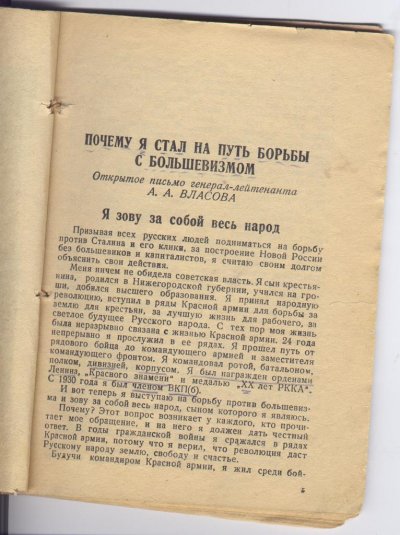 ПОЧЕМУ Я СТАЛ НА ПУТЬ БОРЬБЫ
С БОЛЬШЕВИЗМОМ
Открытое письмо генерал-лейтенанта
А. А. ВЛАСОВА
Я зову за собой весь народ
Призывая всех русских людей подниматься на борьбу
против Сталина и его клики, за построение Новой России
без большевиков и капиталистов, я считаю своим долгом
объяснить свои действия.
Меня ничем не обидела советская власть. Я сын крестья-
нина, родился в Нижегородской губернии, учился на гро-
ши, добился высшего образования. Я принял народную
революцию, вступил в ряды Красной армии для борьбы за
землю для крестьян, за лучшую жизнь для рабочего, за
светлое будущее Русского народа. С тех пор моя жизнь
была неразрывно связана с жизнью Красной армии. 24 года
непрерывно я прослужил в ее рядах. Я прошел путь от
рядового бойца до командующего армией и заместителя
командующего фронтом. Я командовал ротой, батальоном,
полком, дивизией, корпусом. Я был награжден орденами
Ленина, „Красного знамени" и медалью „XX лет РККА".
С 1930 года я был членом ВКП(б).
И вот теперь я выступаю на борьбу против большевиз-
ма и зову за собой весь народ, сыном которого я являюсь.
Почему? Этот вопрос возникает у каждого, кто прочи-
тает мое обращение, и на него я должен дать честный
ответ. В годы гражданской войны я сражался в рядах
Красной армии, потому что я верил, что революция даст
Русскому народу землю, свободу и счастье.
Будучи командиром Красной армии, я жил среди бой-
5